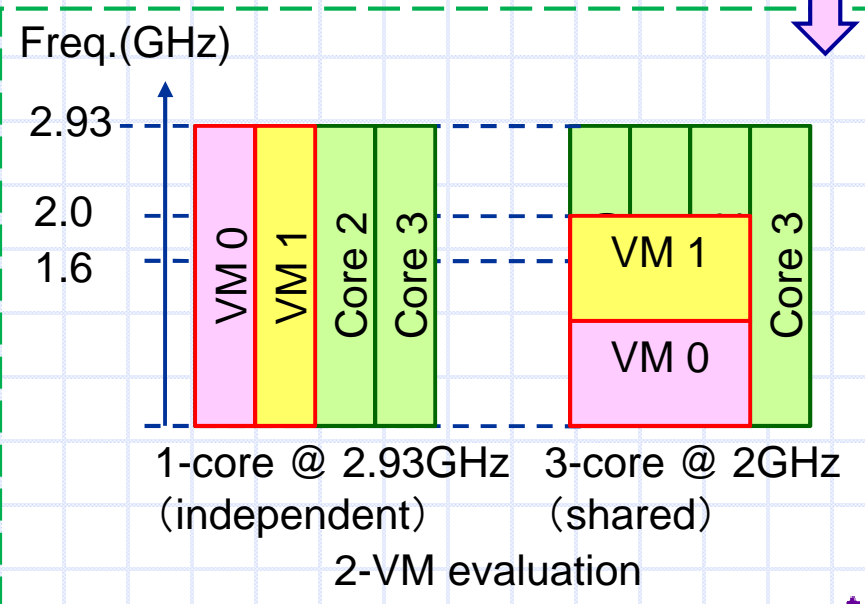 Freq.(GHz)
2.93
2.0
1.6
VM 0
VM 1
Core 2
Core 3
VM 1
VM 0
Core 3
1-core @ 2.93GHz
（independent）
3-core @ 2GHz
（shared）
2-VM evaluation